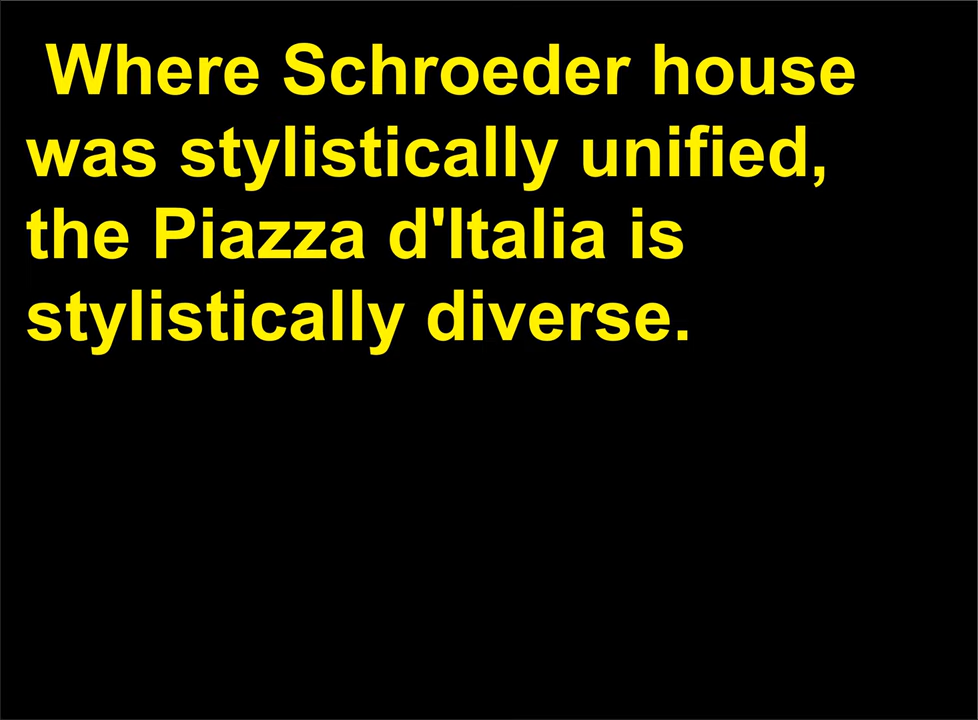 Where Schroeder house
was stylistically unified,
the Piazza d'Italia is
stylistically diverse.